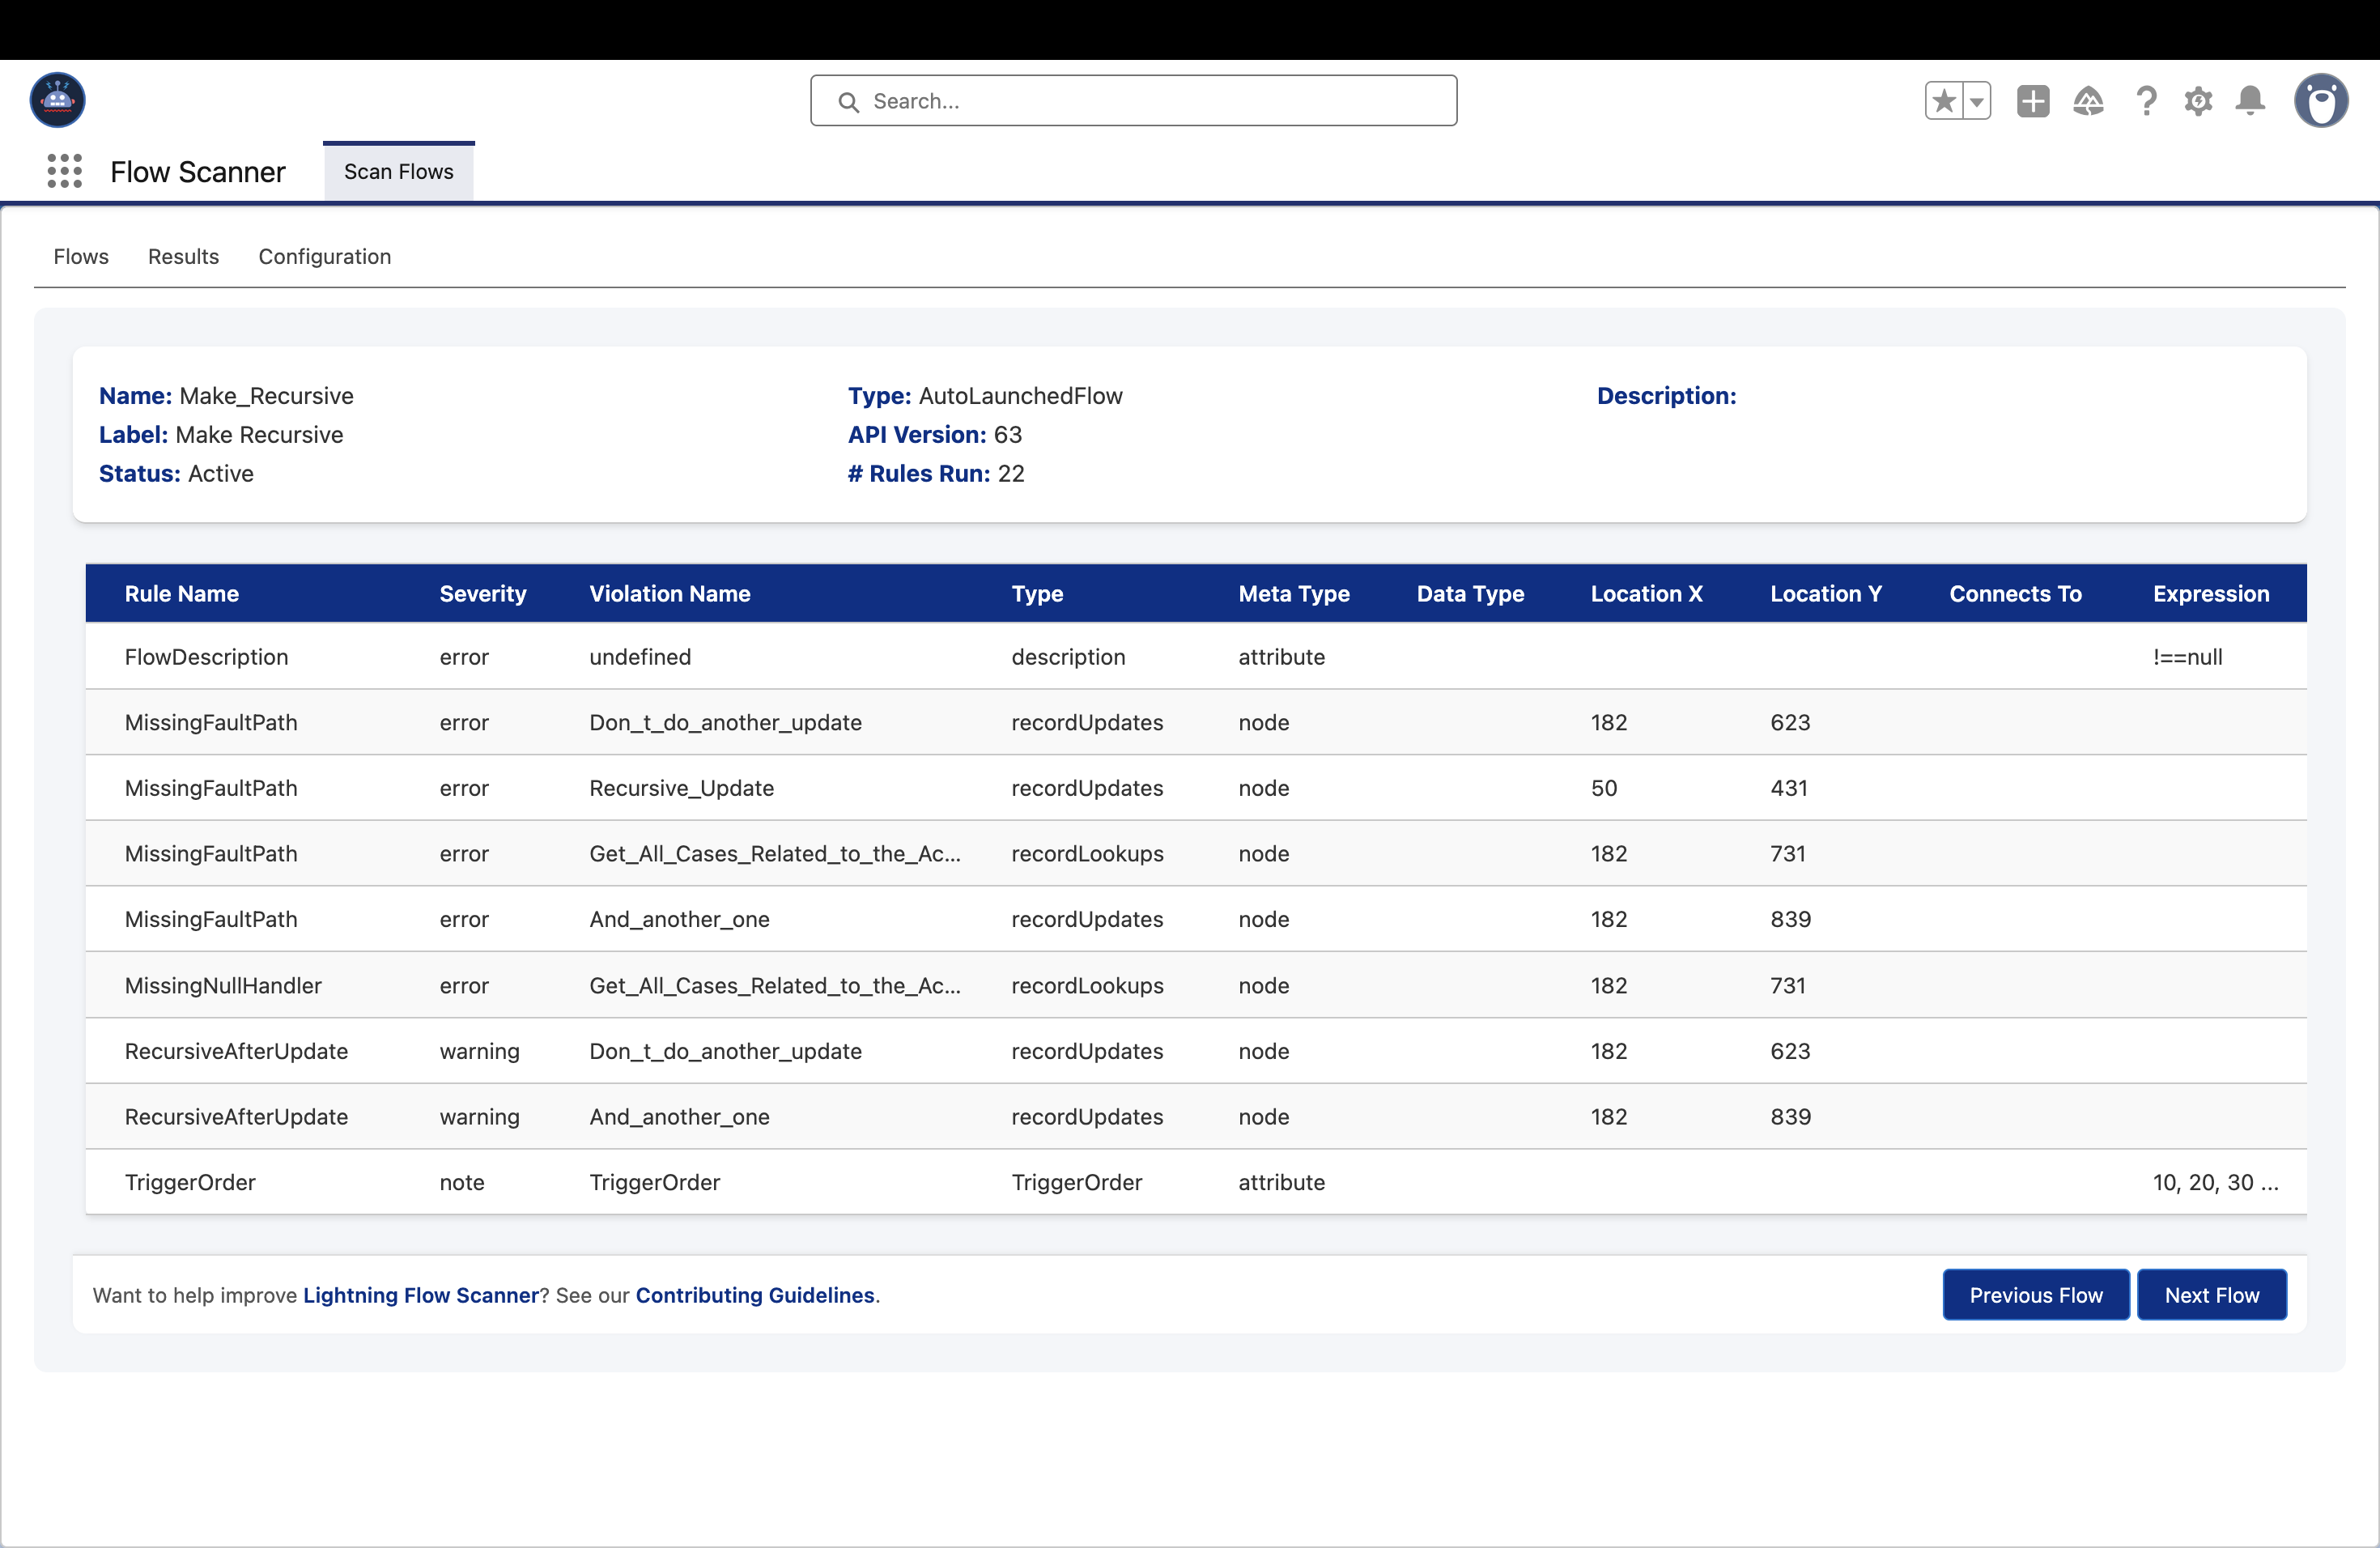 Search...
Flow Scanner
Scan Flows
Flows Results Configuration
Name: Make_Recursive Type: AutoLaunchedFlow Description:
Label: Make Recursive API Version: 63
Status: Active # Rules Run: 22
Rule Name Severity Violation Name Type Meta Type Data Type Location X Location Y Connects To Expression
FlowDescription error undefined description attribute !==null
MissingFaultPath error Don_t_do_another_update recordUpdates node 182 623
MissingFaultPath error Recursive_Update recordUpdates node 50 431
MissingFaultPath error Get_All_Cases_Related_to_the_Ac... recordLookups node 182 731
MissingFaultPath error And_another_one recordUpdates node 182 839
MissingNullHandler error Get_All_Cases_Related_to_the_Ac... recordLookups node 182 731
RecursiveAfterUpdate warning Don_t_do_another_update recordUpdates node 182 623
RecursiveAfterUpdate warning And_another_one recordUpdates node 182 839
TriggerOrder note TriggerOrder TriggerOrder attribute 10, 20, 30 ...
Want to help improve Lightning Flow Scanner? See our Contributing Guidelines. Previous Flow Next Flow